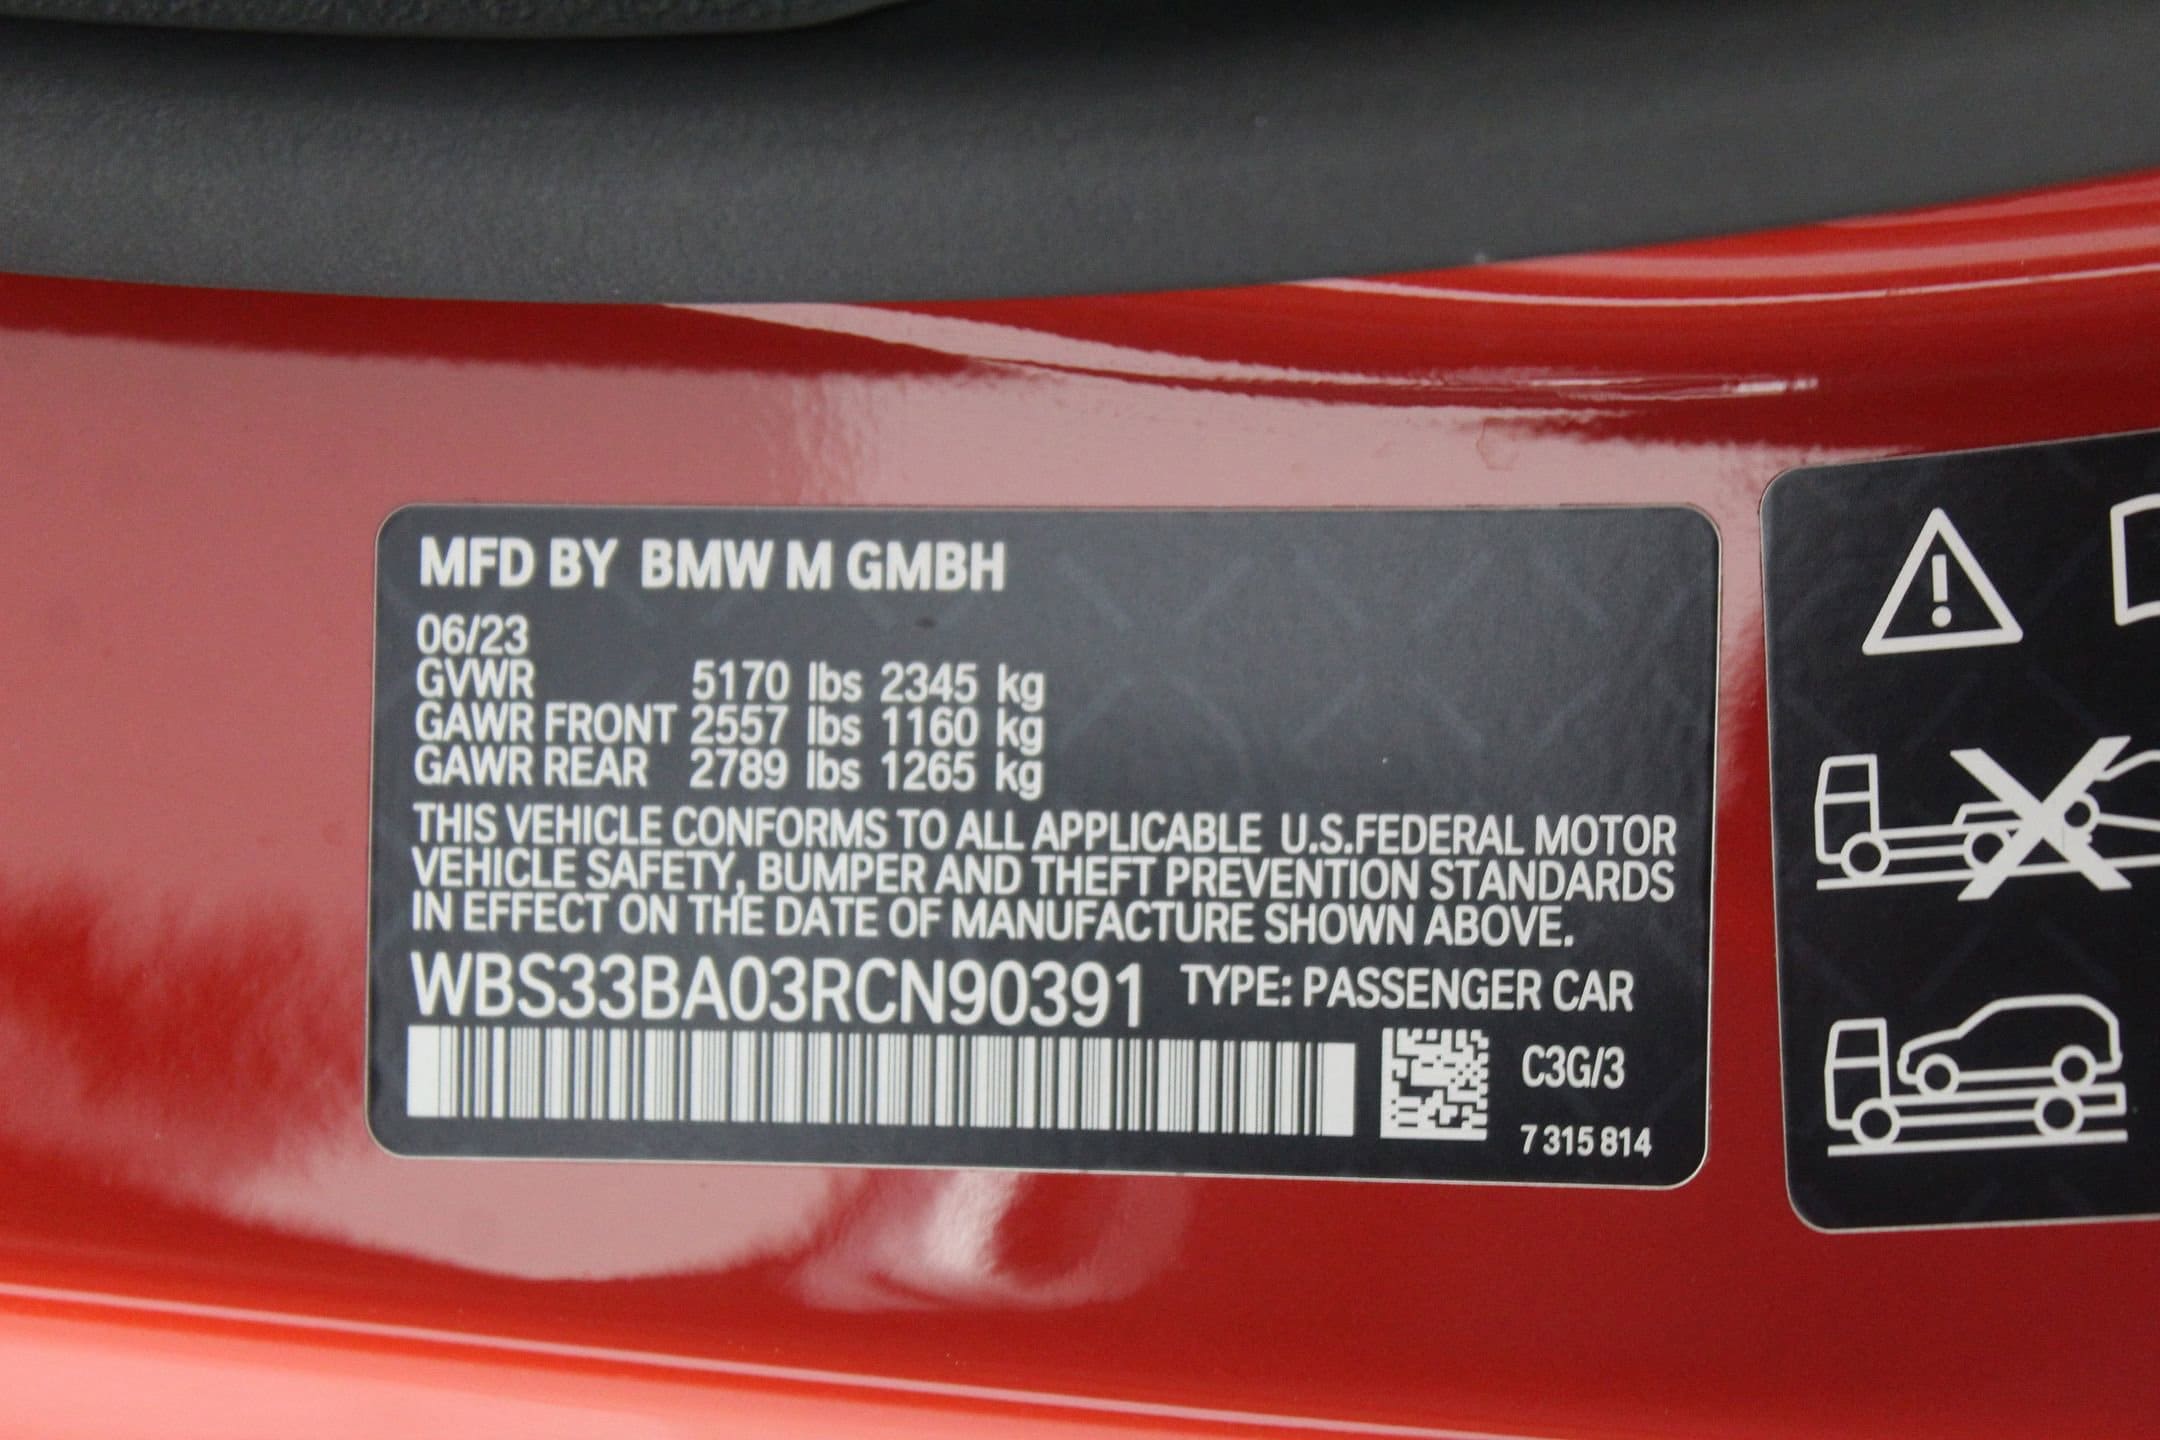 MFD BY BMW M GMBH
06/23
GVWR 5170 lbs 2345 kg
GAWR FRONT 2557 lbs 1160 kg
GAWR REAR 2789 lbs 1265 kg
THIS VEHICLE CONFORMS TO ALL APPLICABLE U.S.FEDERAL MOTOR
VEHICLE SAFETY, BUMPER AND THEFT PREVENTION STANDARDS
IN EFFECT ON THE DATE OF MANUFACTURE SHOWN ABOVE.
WBS33BA03RCN90391 TYPE: PASSENGER CAR
C3G/3
7 315 814